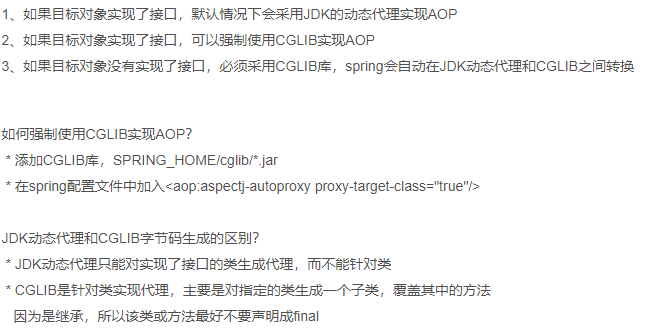 1、如果目标对象实现了接口，默认情况下会采用JDK的动态代理实现AOP
2、如果目标对象实现了接口，可以强制使用CGLIB实现AOP
3、如果目标对象没有实现了接口，必须采用CGLIB库，spring会自动在JDK动态代理和CGLIB之间转换
如何强制使用CGLIB实现AOP？
* 添加CGLIB库，SPRING_HOME/cglib/*.jar
* 在spring配置文件中加入<aop:aspectj-autoproxy proxy-target-class="true"/>
JDK动态代理和CGLIB字节码生成的区别？
* JDK动态代理只能对实现了接口的类生成代理，而不能针对类
* CGLIB是针对类实现代理，主要是对指定的类生成一个子类，覆盖其中的方法
因为是继承，所以该类或方法最好不要声明成final